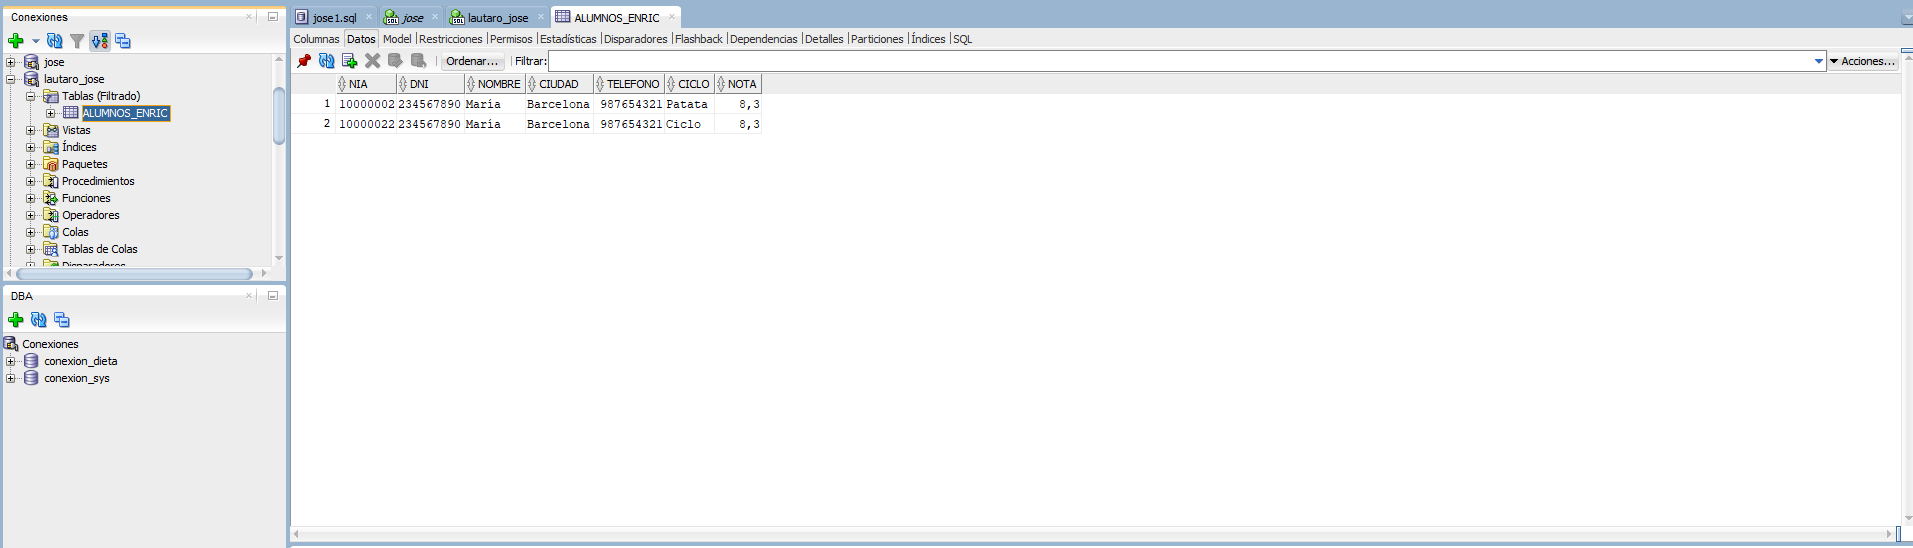 Conexiones
jose
lautaro_jose
Tablas (Filtrado)
ALUMNOS_ENRIC
Vistas
Índices
Paquetes
Procedimientos
Funciones
Operadores
Colas
Tablas de Colas
Disparadores
DBA
Conexiones
conexion_dieta
conexion_sys
jose1.sql jose lautaro_jose ALUMNOS_ENRIC
Columnas Datos Model Restricciones Permisos Estadísticas Disparadores Flashback Dependencias Detalles Particiones Índices SQL
Ordenar... Filtrar: Acciones...
NIA DNI NOMBRE CIUDAD TELEFONO CICLO NOTA
1 10000002 234567890 María Barcelona 987654321 Patata 8,3
2 10000022 234567890 María Barcelona 987654321 Ciclo 8,3